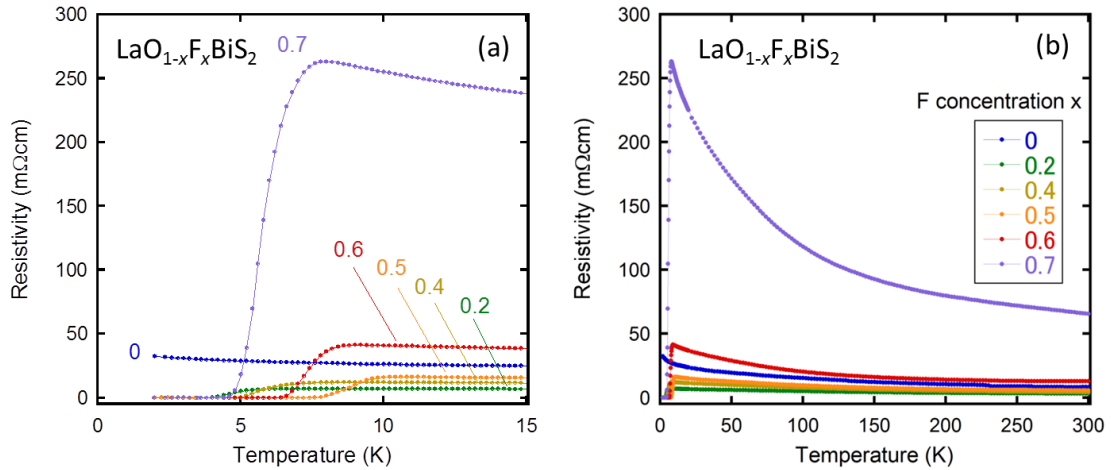 300
250
200
150
100
50
0
Resistivity (mΩcm)
LaO1-xFxBiS2
(a)
0.7
0.6
0.5
0.4
0.2
0
0 5 10 15
Temperature (K)
300
250
200
150
100
50
0
Resistivity (mΩcm)
LaO1-xFxBiS2
(b)
F concentration x
0
0.2
0.4
0.5
0.6
0.7
0 50 100 150 200 250 300
Temperature (K)